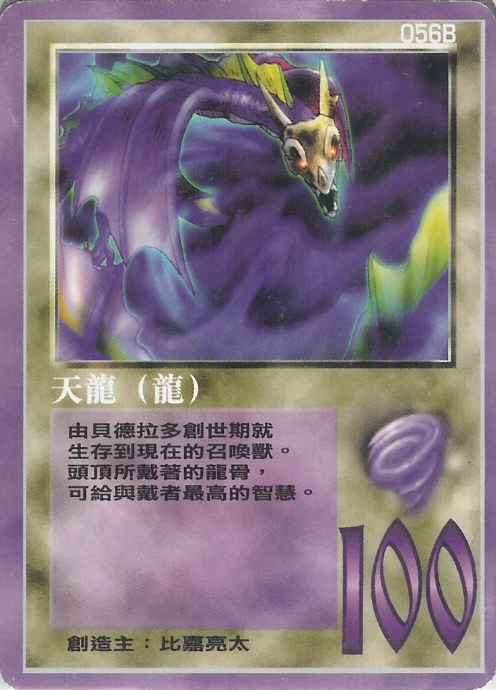 056B
天龍（龍）
由貝德拉多創世期就
生存到現在的召喚獸。
頭頂所戴著的龍骨，
可給與戴者最高的智慧。
100
創造主：比嘉亮太